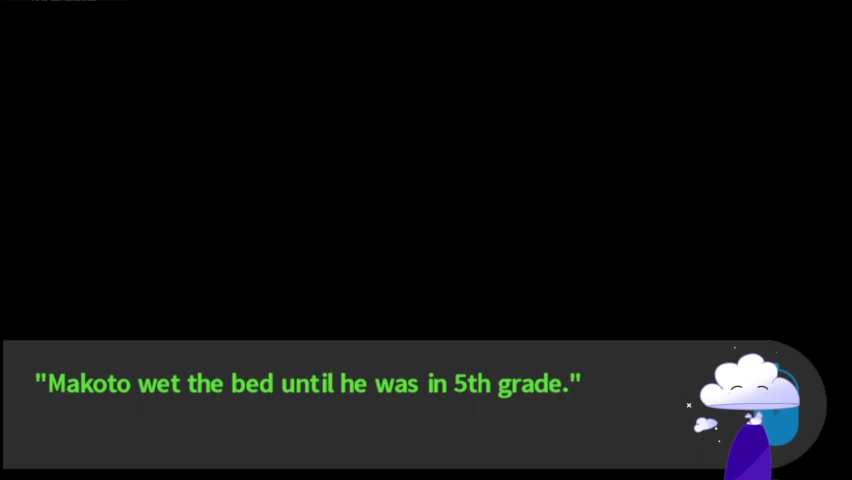 "Makoto wet the bed until he was in 5th grade."